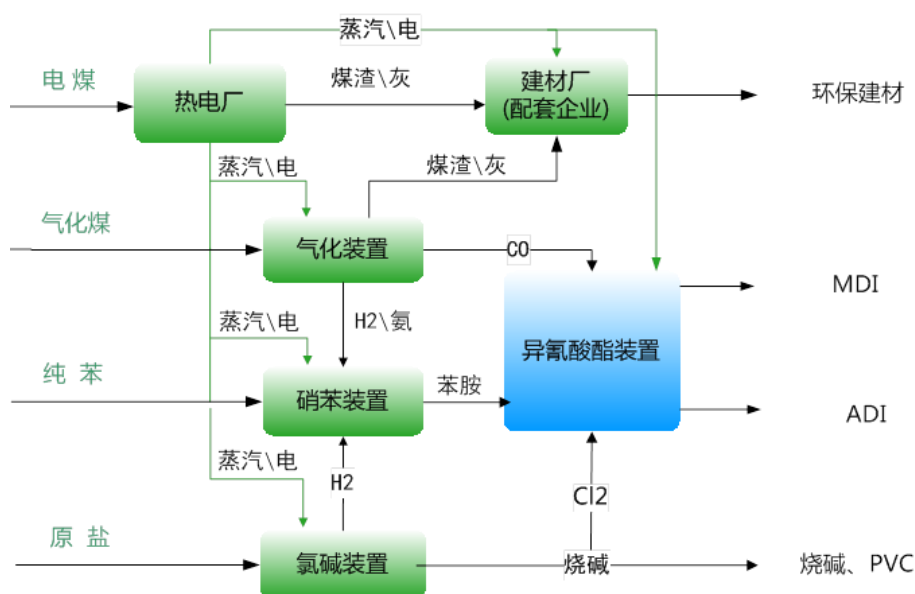 蒸汽\电
电煤
热电厂
煤渣\灰
建材厂
(配套企业)
环保建材
蒸汽\电
煤渣\灰
气化煤
气化装置
CO
MDI
蒸汽\电
H2\氨
异氰酸酯装置
纯苯
硝苯装置
苯胺
ADI
蒸汽\电
H2
Cl2
原盐
氯碱装置
烧碱
烧碱、PVC